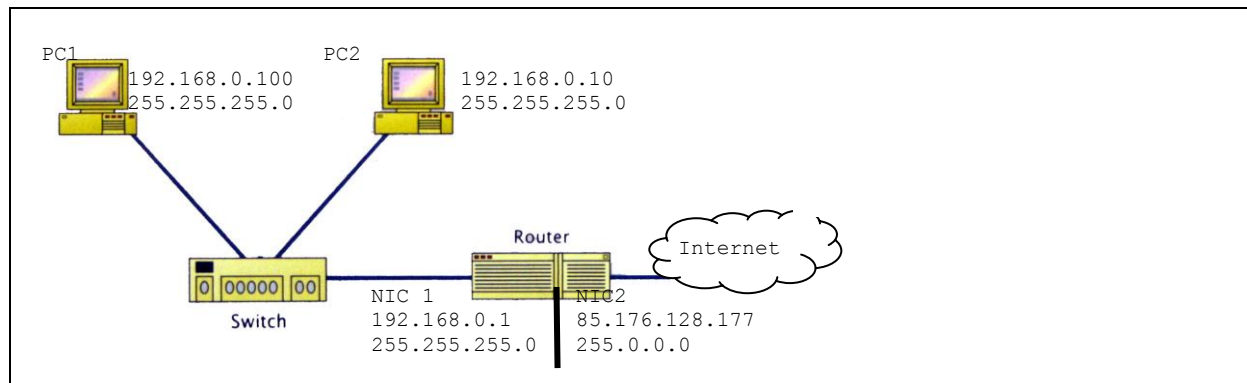 PC1
192.168.0.100
255.255.255.0
PC2
192.168.0.10
255.255.255.0
Router
Internet
Switch
NIC 1
192.168.0.1
255.255.255.0
NIC2
85.176.128.177
255.0.0.0